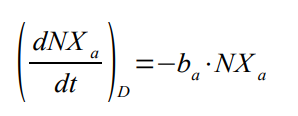 (dNX_a / dt)_D = −b_a · NX_a